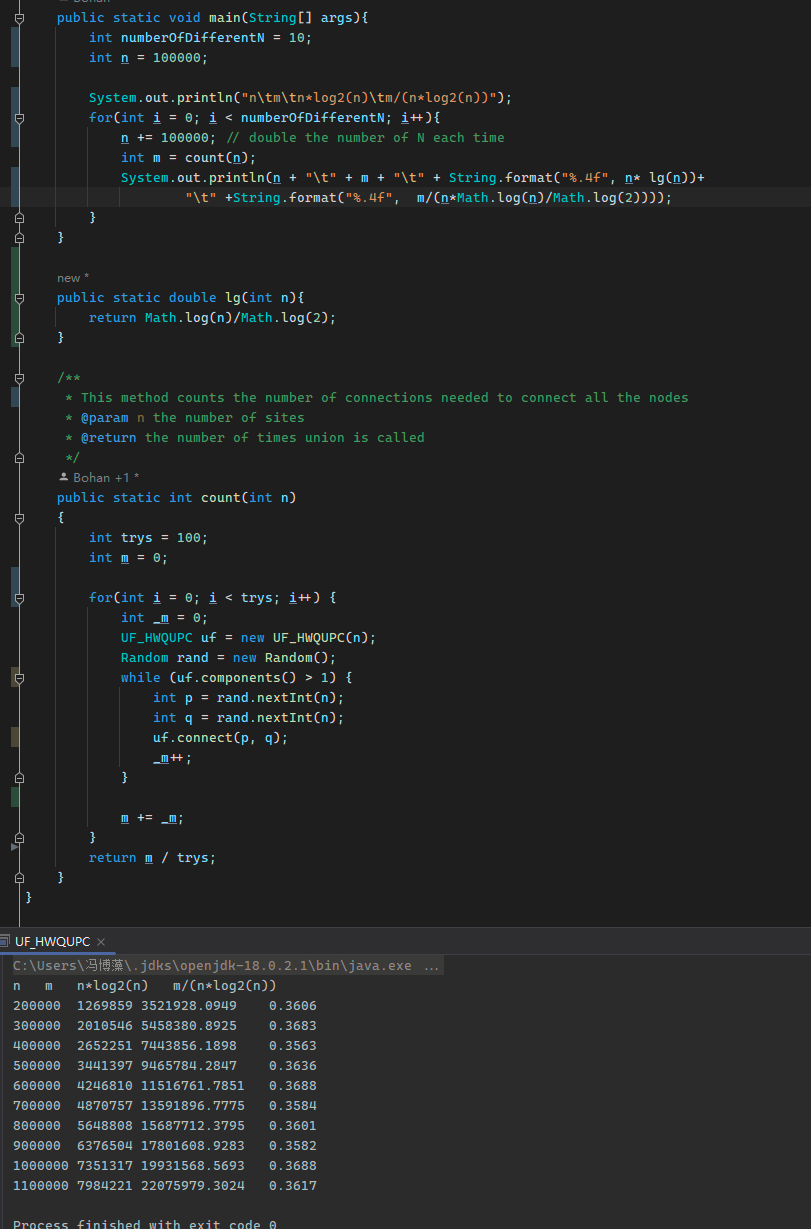 Bohan
public static void main(String[] args){
int numberOfDifferentN = 10;
int n = 100000;
System.out.println("n\tm\tn*log2(n)\tm/(n*log2(n))");
for(int i = 0; i < numberOfDifferentN; i++){
n += 100000; // double the number of N each time
int m = count(n);
System.out.println(n + "\t" + m + "\t" + String.format("%.4f", n* lg(n))+
"\t" +String.format("%.4f",  m/(n*Math.log(n)/Math.log(2))));
}
}
new *
public static double lg(int n){
return Math.log(n)/Math.log(2);
}
/**
* This method counts the number of connections needed to connect all the nodes
* @param n the number of sites
* @return the number of times union is called
*/
Bohan +1 *
public static int count(int n)
{
int trys = 100;
int m = 0;
for(int i = 0; i < trys; i++) {
int _m = 0;
UF_HWQUPC uf = new UF_HWQUPC(n);
Random rand = new Random();
while (uf.components() > 1) {
int p = rand.nextInt(n);
int q = rand.nextInt(n);
uf.connect(p, q);
_m++;
}
m += _m;
}
return m / trys;
}
}
UF_HWQUPC ×
C:\Users\冯博藻\.jdks\openjdk-18.0.2.1\bin\java.exe ...
n m n*log2(n) m/(n*log2(n))
200000 1269859 3521928.0949 0.3606
300000 2010546 5458380.8925 0.3683
400000 2652251 7443856.1898 0.3563
500000 3441397 9465784.2847 0.3636
600000 4246810 11516761.7851 0.3688
700000 4870757 13591896.7775 0.3584
800000 5648808 15687712.3795 0.3601
900000 6376504 17801608.9283 0.3582
1000000 7351317 19931568.5693 0.3688
1100000 7984221 22075979.3024 0.3617
Process finished with exit code 0